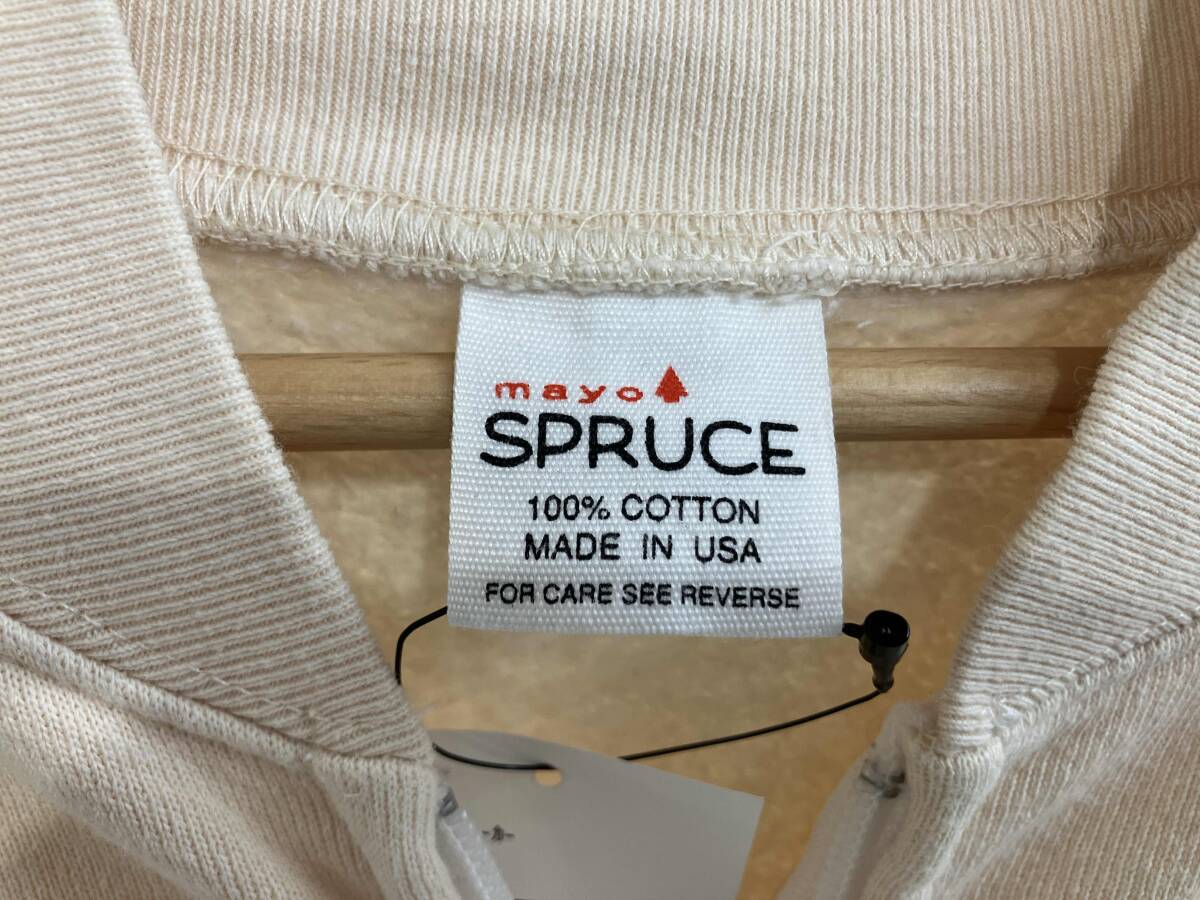 mayo
SPRUCE
100% COTTON
MADE IN USA
FOR CARE SEE REVERSE